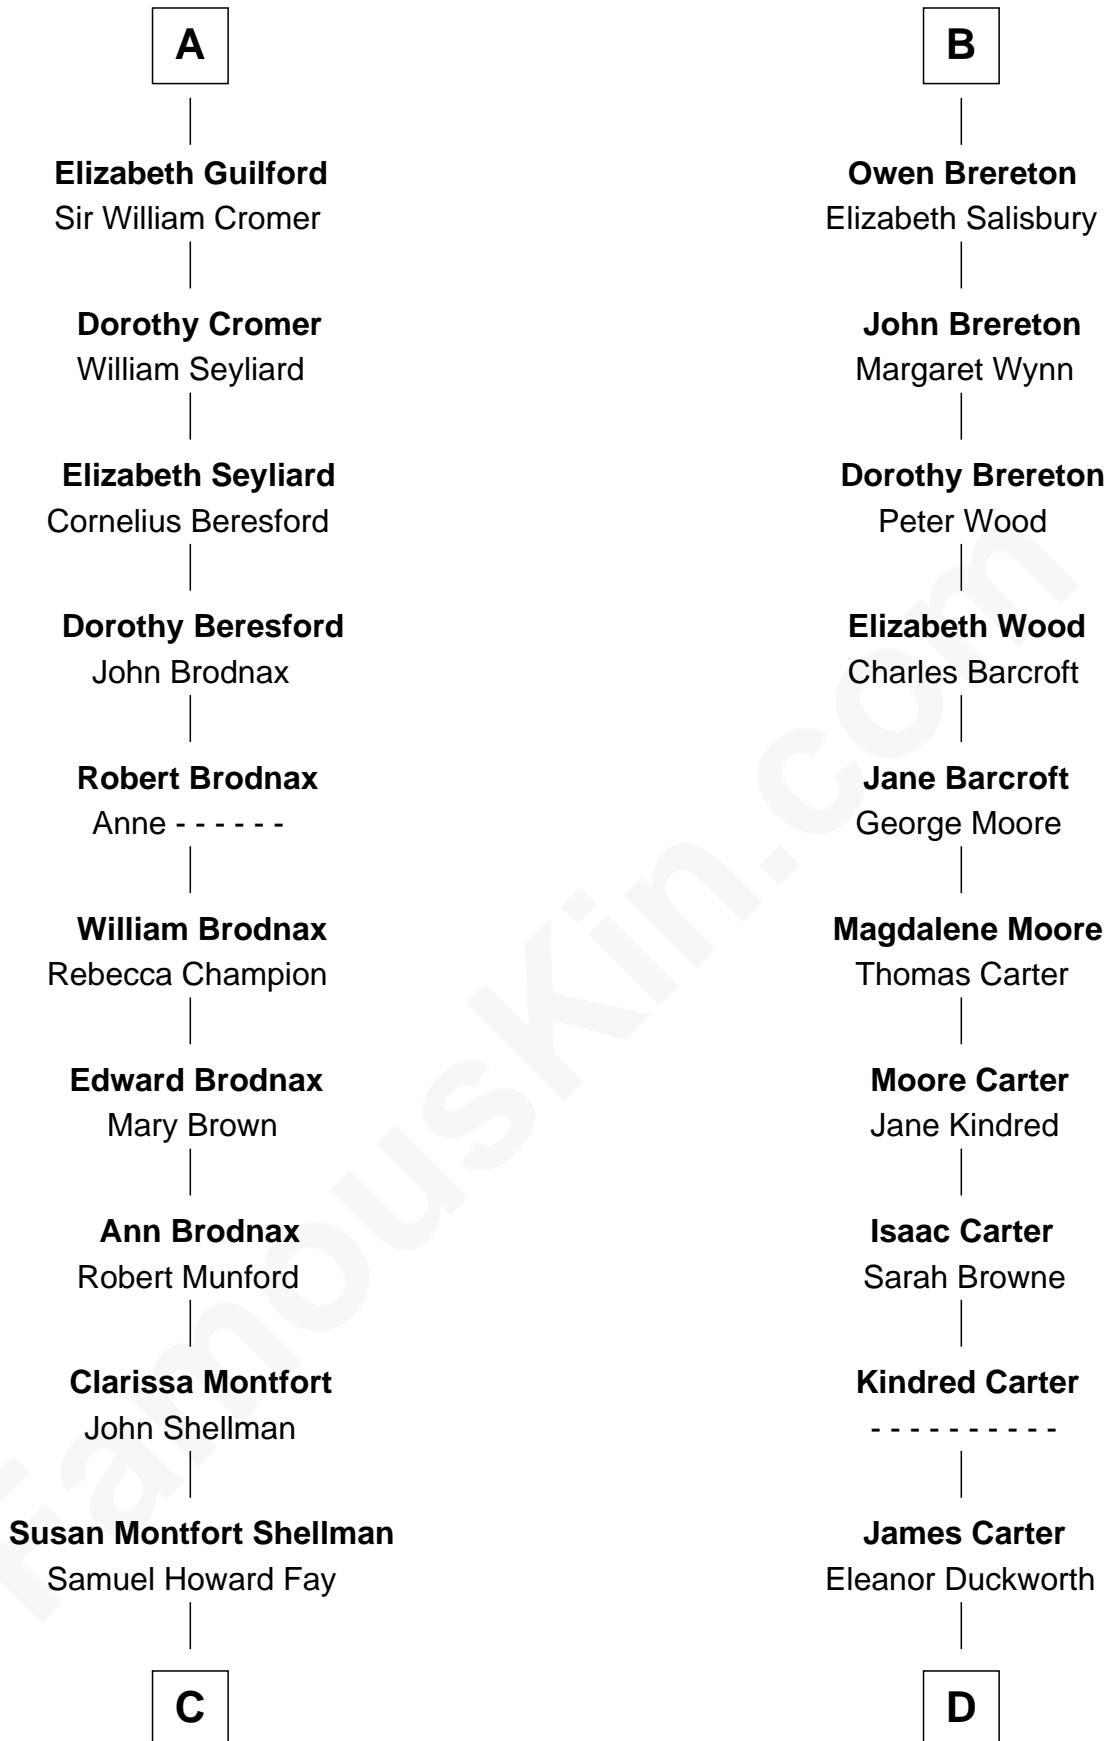 A
Elizabeth Guilford
Sir William Cromer
Dorothy Cromer
William Seyliard
Elizabeth Seyliard
Cornelius Beresford
Dorothy Beresford
John Brodnax
Robert Brodnax
Anne - - - - - -
William Brodnax
Rebecca Champion
Edward Brodnax
Mary Brown
Ann Brodnax
Robert Munford
Clarissa Montfort
John Shellman
Susan Montfort Shellman
Samuel Howard Fay
C
B
Owen Brereton
Elizabeth Salisbury
John Brereton
Margaret Wynn
Dorothy Brereton
Peter Wood
Elizabeth Wood
Charles Barcroft
Jane Barcroft
George Moore
Magdalene Moore
Thomas Carter
Moore Carter
Jane Kindred
Isaac Carter
Sarah Browne
Kindred Carter
- - - - - - - - - -
James Carter
Eleanor Duckworth
D
FamousKin.com